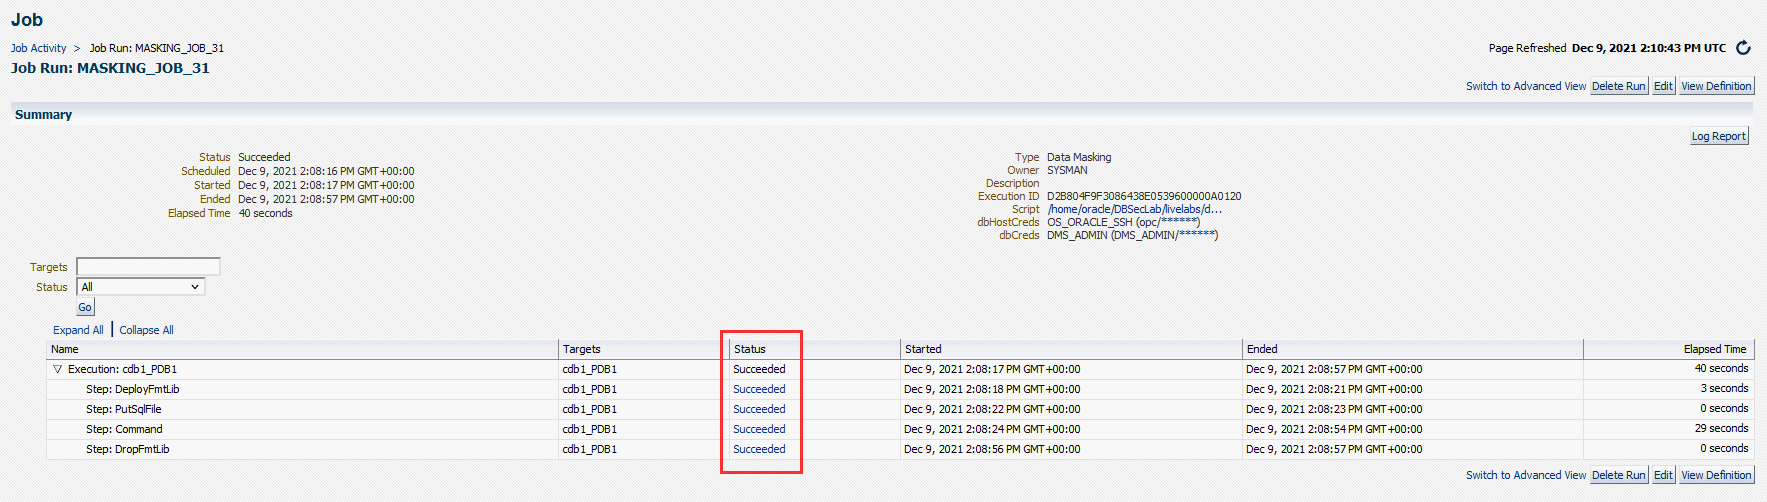 Job
Job Activity > Job Run: MASKING_JOB_31
Page Refreshed Dec 9, 2021 2:10:43 PM UTC
Job Run: MASKING_JOB_31
Switch to Advanced View Delete Run Edit View Definition
Summary
Log Report
Status Succeeded
Scheduled Dec 9, 2021 2:08:16 PM GMT+00:00
Started Dec 9, 2021 2:08:17 PM GMT+00:00
Ended Dec 9, 2021 2:08:57 PM GMT+00:00
Elapsed Time 40 seconds
Type Data Masking
Owner SYSMAN
Description
Execution ID D2B804F9F3086438E0539600000A0120
Script /home/oracle/DBSecLab/livelabs/d...
dbHostCreds OS_ORACLE_SSH (opc/******)
dbCreds DMS_ADMIN (DMS_ADMIN/******)
Targets
Status All
Go
Expand All | Collapse All
Name Targets Status Started Ended Elapsed Time
Execution: cdb1_PDB1 cdb1_PDB1 Succeeded Dec 9, 2021 2:08:17 PM GMT+00:00 Dec 9, 2021 2:08:57 PM GMT+00:00 40 seconds
Step: DeployFmtLib cdb1_PDB1 Succeeded Dec 9, 2021 2:08:18 PM GMT+00:00 Dec 9, 2021 2:08:21 PM GMT+00:00 3 seconds
Step: PutSqlFile cdb1_PDB1 Succeeded Dec 9, 2021 2:08:22 PM GMT+00:00 Dec 9, 2021 2:08:23 PM GMT+00:00 0 seconds
Step: Command cdb1_PDB1 Succeeded Dec 9, 2021 2:08:24 PM GMT+00:00 Dec 9, 2021 2:08:54 PM GMT+00:00 29 seconds
Step: DropFmtLib cdb1_PDB1 Succeeded Dec 9, 2021 2:08:56 PM GMT+00:00 Dec 9, 2021 2:08:57 PM GMT+00:00 0 seconds
Switch to Advanced View Delete Run Edit View Definition